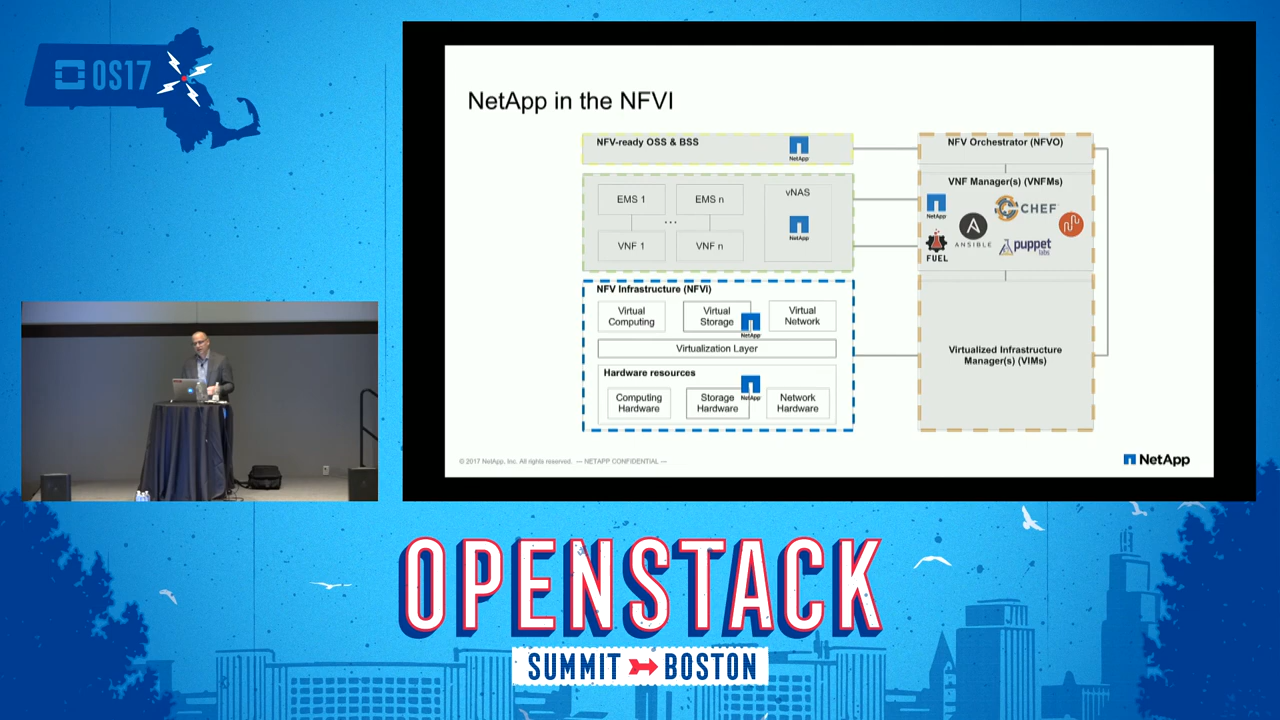 OS17
NetApp in the NFVI
NFV-ready OSS & BSS
NetApp
EMS 1
EMS n
vNAS
...
NetApp
VNF 1
VNF n
NFV Infrastructure (NFVi)
Virtual
Computing
Virtual
Storage
NetApp
Virtual
Network
Virtualization Layer
Hardware resources
NetApp
Computing
Hardware
Storage
Hardware
Network
Hardware
NFV Orchestrator (NFVO)
VNF Manager(s) (VNFMs)
NetApp
CHEF
ANSIBLE
FUEL
puppet
labs
Virtualized Infrastructure
Manager(s) (VIMs)
© 2017 NetApp, Inc. All rights reserved. — NETAPP CONFIDENTIAL —
NetApp
OPENSTACK
SUMMIT BOSTON